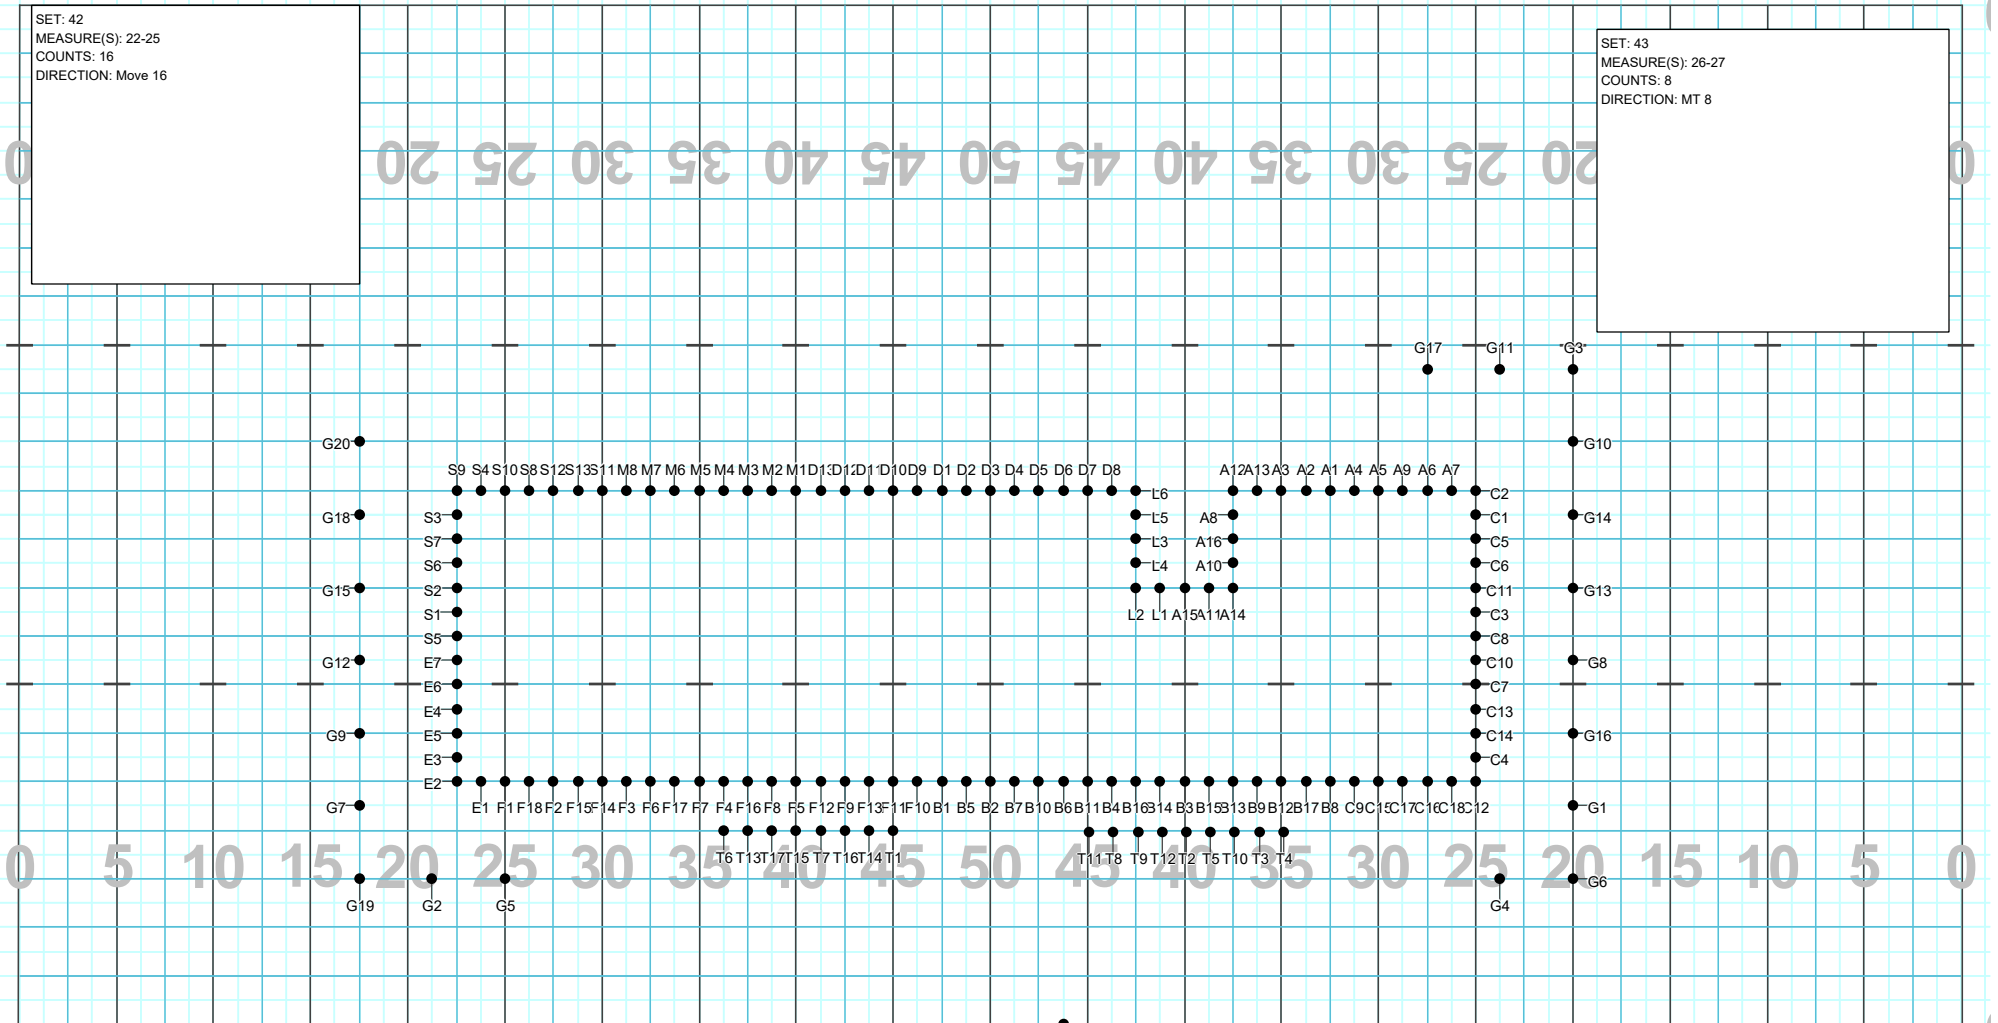 SET: 42
MEASURE(S): 22-25
COUNTS: 16
DIRECTION: Move 16
SET: 43
MEASURE(S): 26-27
COUNTS: 8
DIRECTION: MT 8
0 20 25 30 35 40 45 50 45 40 35 30 25 20 0
G17 G11 G3
G20 G10
S9 S4 S10 S8 S12 S13 S11 M8 M7 M6 M5 M4 M3 M2 M1 D13 D12 D11 D10 D9 D1 D2 D3 D4 D5 D6 D7 D8 A12 A13 A3 A2 A1 A4 A5 A9 A6 A7
L6 C2
G18 S3 L5 A8 C1 G14
S7 L3 A16 C5
S6 L4 A10 C6
G15 S2 C11 G13
S1 L2 L1 A15 A11 A14 C3
S5 C8
G12 E7 C10 G8
E6 C7
E4 C13
G9 E5 C14 G16
E3 C4
E2
G7 E1 F1 F18 F2 F15 F14 F3 F6 F17 F7 F4 F16 F8 F5 F12 F9 F13 F11 F10 B1 B5 B2 B7 B10 B6 B11 B4 B16 B14 B3 B15 B13 B9 B12 B17 B8 C9 C15 C17 C16 C12 G1
T6 T13 T17 T15 T7 T16 T14 T1 T11 T8 T9 T12 T2 T5 T10 T3 T4
0 5 10 15 20 25 30 35 40 45 50 45 40 35 30 25 20 15 10 5 0
G6
G19 G2 G5 G4